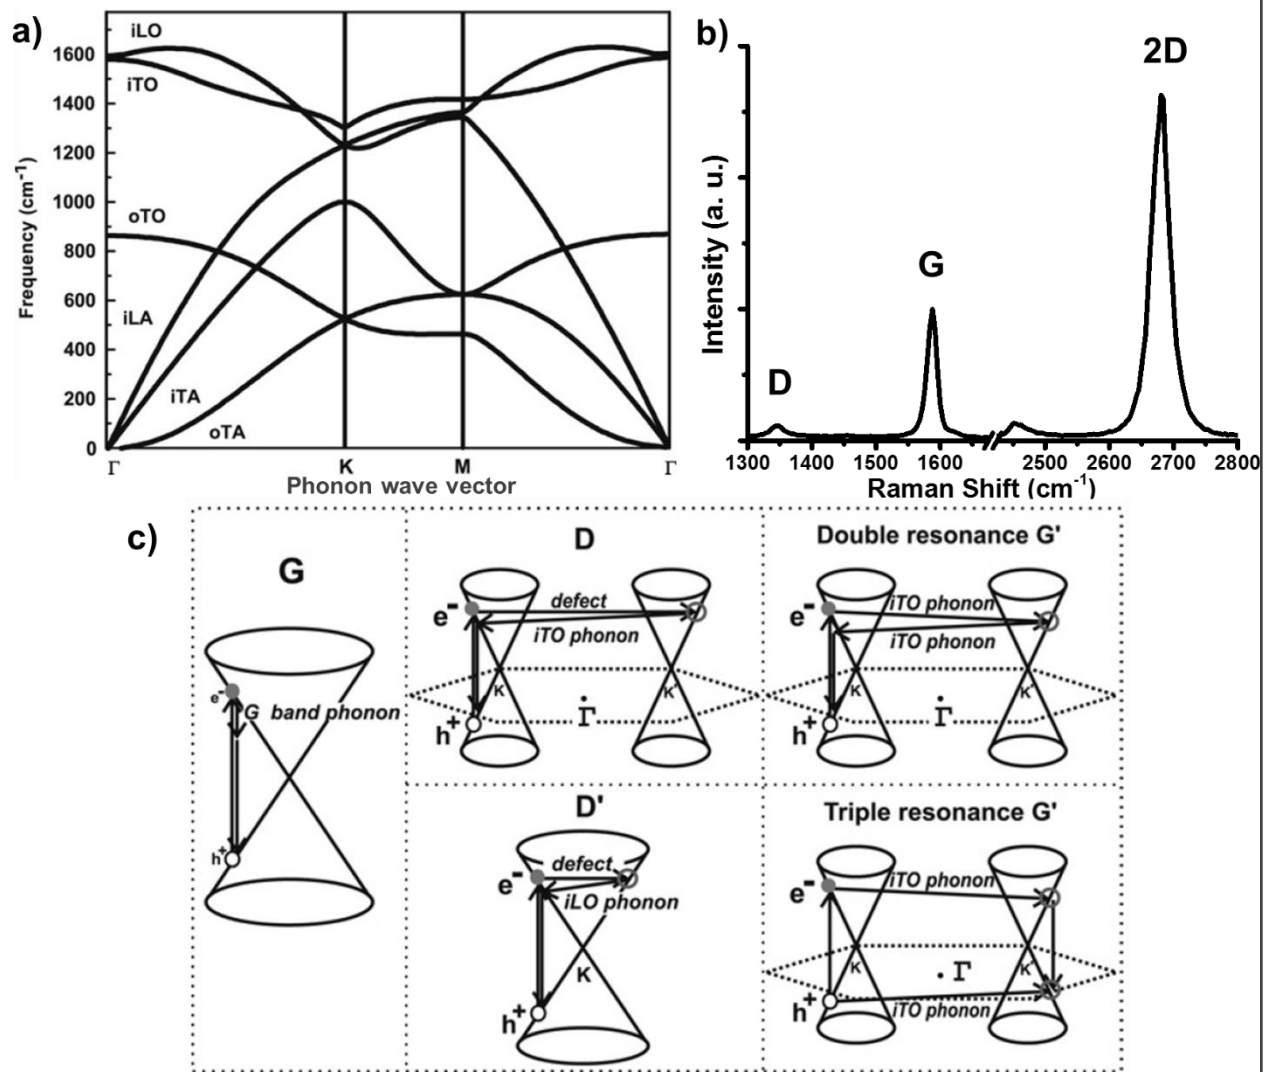 a)
iLO
iTO
oTO
iLA
iTA
oTA
Frequency (cm-1)
1600
1400
1200
1000
800
600
400
200
0
Γ K M Γ
Phonon wave vector
b)
2D
G
D
Intensity (a. u.)
1300 1400 1500 1600 2500 2600 2700 2800
Raman Shift (cm-1)
c)
G
e-
G band phonon
h+
D
defect
e-
iTO phonon
K K'
Γ
h+
Double resonance G'
iTO phonon
e-
iTO phonon
K K'
Γ
h+
D'
defect
e-
iLO phonon
K
h+
Triple resonance G'
iTO phonon
e-
K K'
Γ
h+
iTO phonon